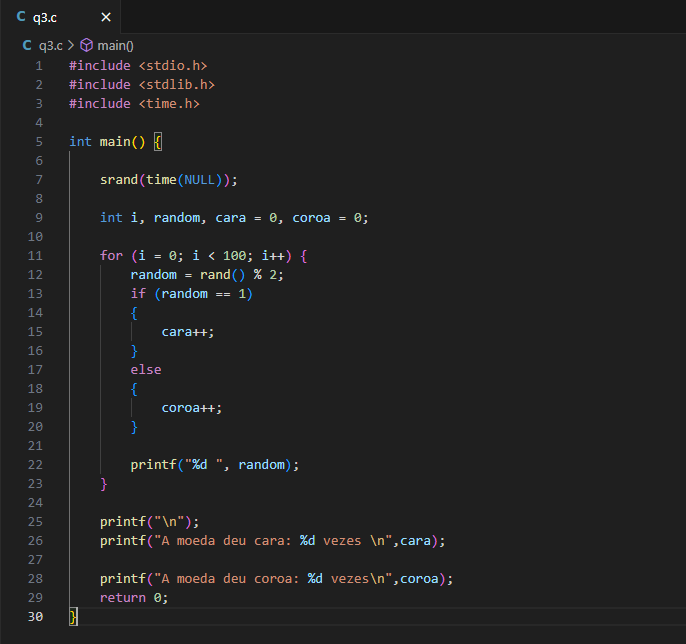 C q3.c ×
C q3.c > main()
1 #include <stdio.h>
2 #include <stdlib.h>
3 #include <time.h>
4
5 int main() {
6
7     srand(time(NULL));
8
9     int i, random, cara = 0, coroa = 0;
10
11     for (i = 0; i < 100; i++) {
12         random = rand() % 2;
13         if (random == 1)
14         {
15             cara++;
16         }
17         else
18         {
19             coroa++;
20         }
21
22         printf("%d ", random);
23     }
24
25     printf("\n");
26     printf("A moeda deu cara: %d vezes \n",cara);
27
28     printf("A moeda deu coroa: %d vezes\n",coroa);
29     return 0;
30 }